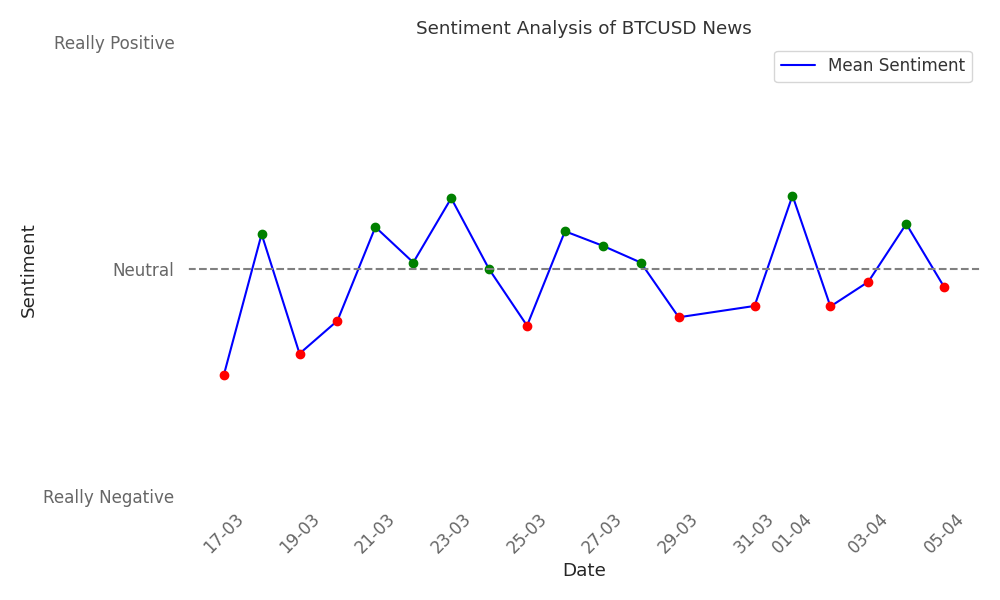 Sentiment Analysis of BTCUSD News
Really Positive
Mean Sentiment
Sentiment
Neutral
Really Negative
17-03
19-03
21-03
23-03
25-03
27-03
29-03
31-03
01-04
03-04
05-04
Date